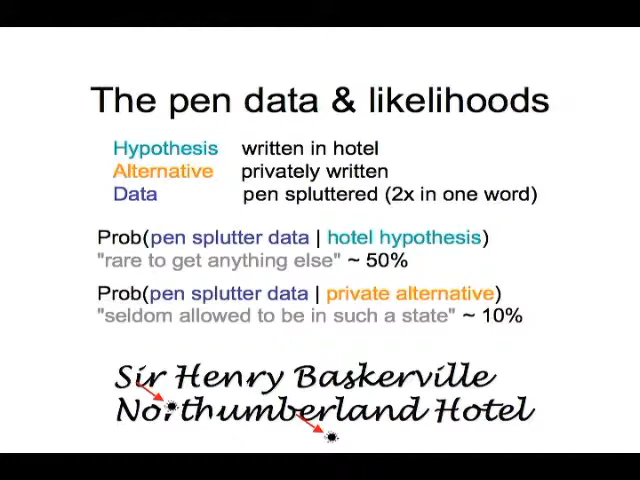 The pen data & likelihoods
Hypothesis written in hotel
Alternative privately written
Data pen spluttered (2x in one word)
Prob(pen splutter data | hotel hypothesis)
"rare to get anything else" ~ 50%
Prob(pen splutter data | private alternative)
"seldom allowed to be in such a state" ~ 10%
Sir Henry Baskerville
Northumberland Hotel